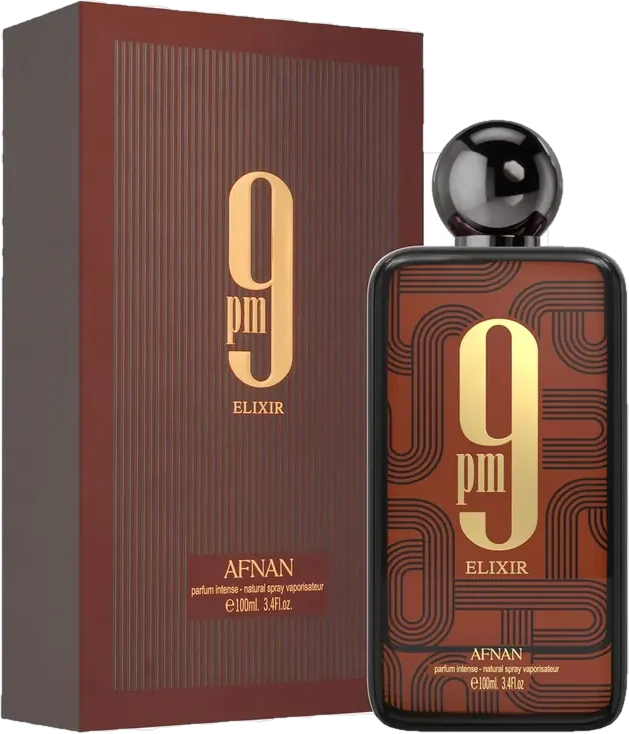 9
pm
ELIXIR
AFNAN
parfum intense - natural spray vaporisateur
℮100ml. 3.4Fl.oz.
9
pm
ELIXIR
AFNAN
parfum intense - natural spray vaporisateur
℮100ml. 3.4Fl.oz